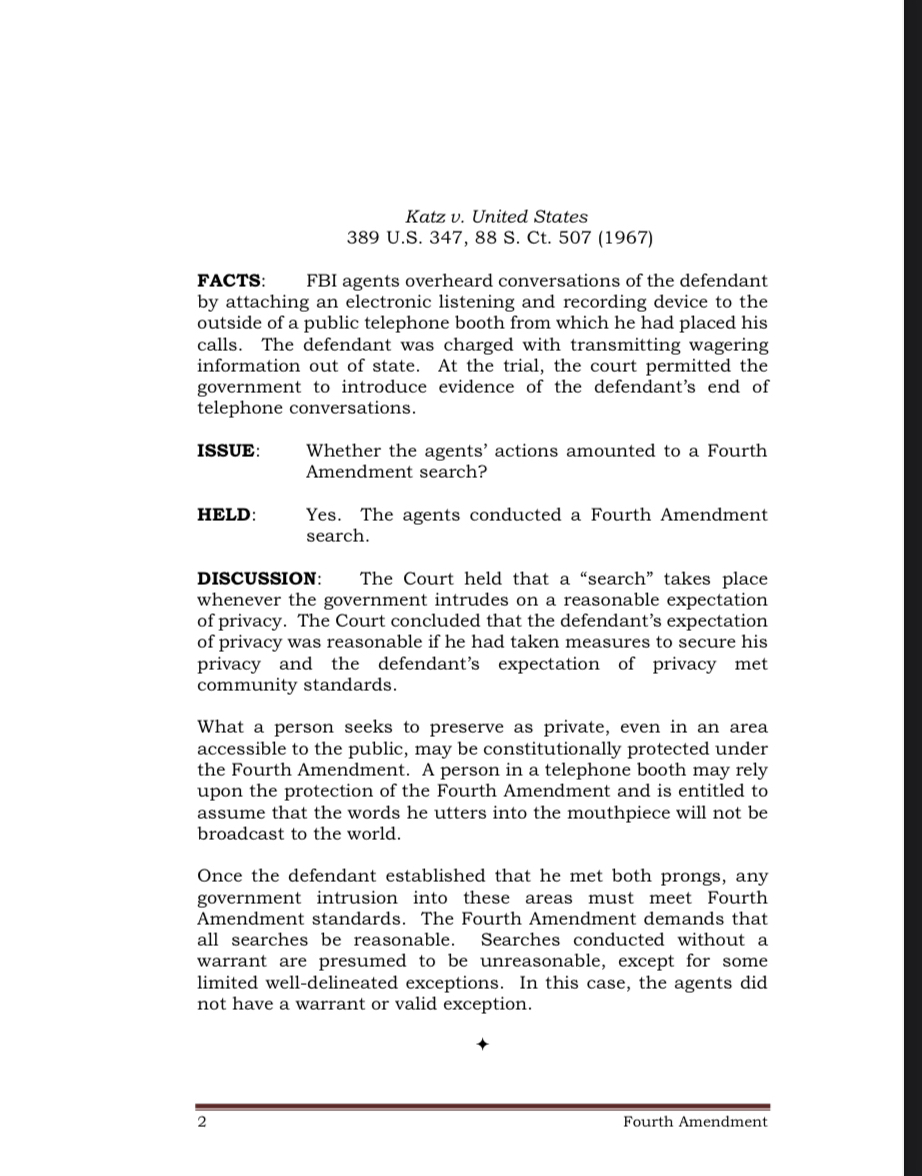 Katz v. United States
389 U.S. 347, 88 S. Ct. 507 (1967)
FACTS: FBI agents overheard conversations of the defendant
by attaching an electronic listening and recording device to the
outside of a public telephone booth from which he had placed his
calls. The defendant was charged with transmitting wagering
information out of state. At the trial, the court permitted the
government to introduce evidence of the defendant’s end of
telephone conversations.
ISSUE: Whether the agents’ actions amounted to a Fourth
Amendment search?
HELD: Yes. The agents conducted a Fourth Amendment
search.
DISCUSSION: The Court held that a “search” takes place
whenever the government intrudes on a reasonable expectation
of privacy. The Court concluded that the defendant’s expectation
of privacy was reasonable if he had taken measures to secure his
privacy and the defendant’s expectation of privacy met
community standards.
What a person seeks to preserve as private, even in an area
accessible to the public, may be constitutionally protected under
the Fourth Amendment. A person in a telephone booth may rely
upon the protection of the Fourth Amendment and is entitled to
assume that the words he utters into the mouthpiece will not be
broadcast to the world.
Once the defendant established that he met both prongs, any
government intrusion into these areas must meet Fourth
Amendment standards. The Fourth Amendment demands that
all searches be reasonable. Searches conducted without a
warrant are presumed to be unreasonable, except for some
limited well-delineated exceptions. In this case, the agents did
not have a warrant or valid exception.
✦
2 Fourth Amendment